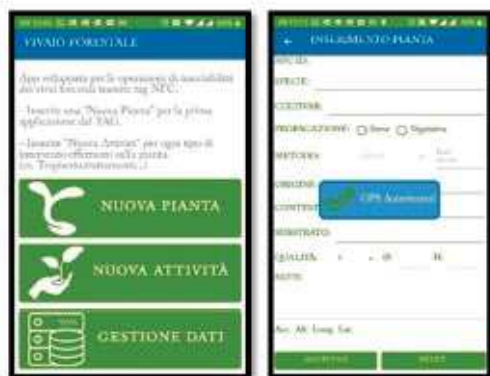 VIVAIO FORESTALE
App sviluppata per le operazioni di tracciabilità
dei vivai forestali tramite tag NFC.
- Inserire una "Nuova Pianta" per la prima
applicazione del TAG.
- Inserire "Nuova Attività" per ogni tipo di
intervento effettuato sulla pianta.
NUOVA PIANTA
NUOVA ATTIVITÀ
GESTIONE DATI
INSERIMENTO PIANTA
SPECIE:
CULTIVAR:
PROPAGAZIONE: Seme Vegetativa
METODO:
ORIGINE
GPS
SUBSTRATO:
QUALITÀ:
NOTE:
Acc. Alt. Long. Lat.
RESET